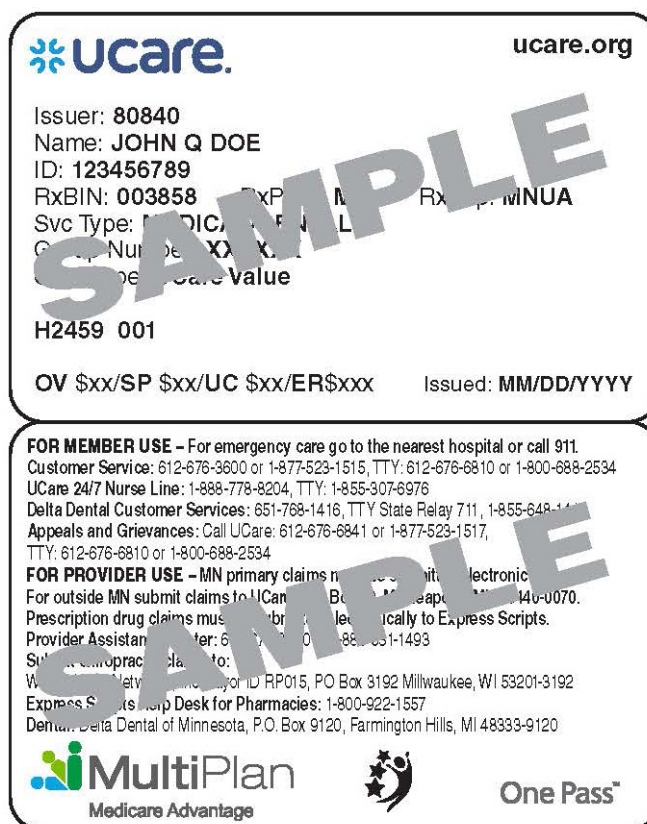 ucare.
ucare.org
Issuer: 80840
Name: JOHN Q DOE
ID: 123456789
RxBIN: 003858 MNUA
Svc Type:
Value
H2459 001
OV $xx/SP $xx/UC $xx/ER$xxx Issued: MM/DD/YYYY
SAMPLE
FOR MEMBER USE – For emergency care go to the nearest hospital or call 911.
Customer Service: 612-676-3600 or 1-877-523-1515, TTY: 612-676-6810 or 1-800-688-2534
UCare 24/7 Nurse Line: 1-888-778-8204, TTY: 1-855-307-6976
Delta Dental Customer Services: 651-768-1416, TTY State Relay 711,
Appeals and Grievances: Call UCare: 612-676-6841 or 1-877-523-1517,
TTY: 612-676-6810 or 1-800-688-2534
FOR PROVIDER USE – MN primary claims
For outside MN submit claims to
Prescription drug claims to Express Scripts.
Provider
to:
RP015, PO Box 3192 Millwaukee, WI 53201-3192
Express Desk for Pharmacies: 1-800-922-1557
Delta Dental of Minnesota, P.O. Box 9120, Farmington Hills, MI 48333-9120
SAMPLE
MultiPlan
Medicare Advantage
One Pass™